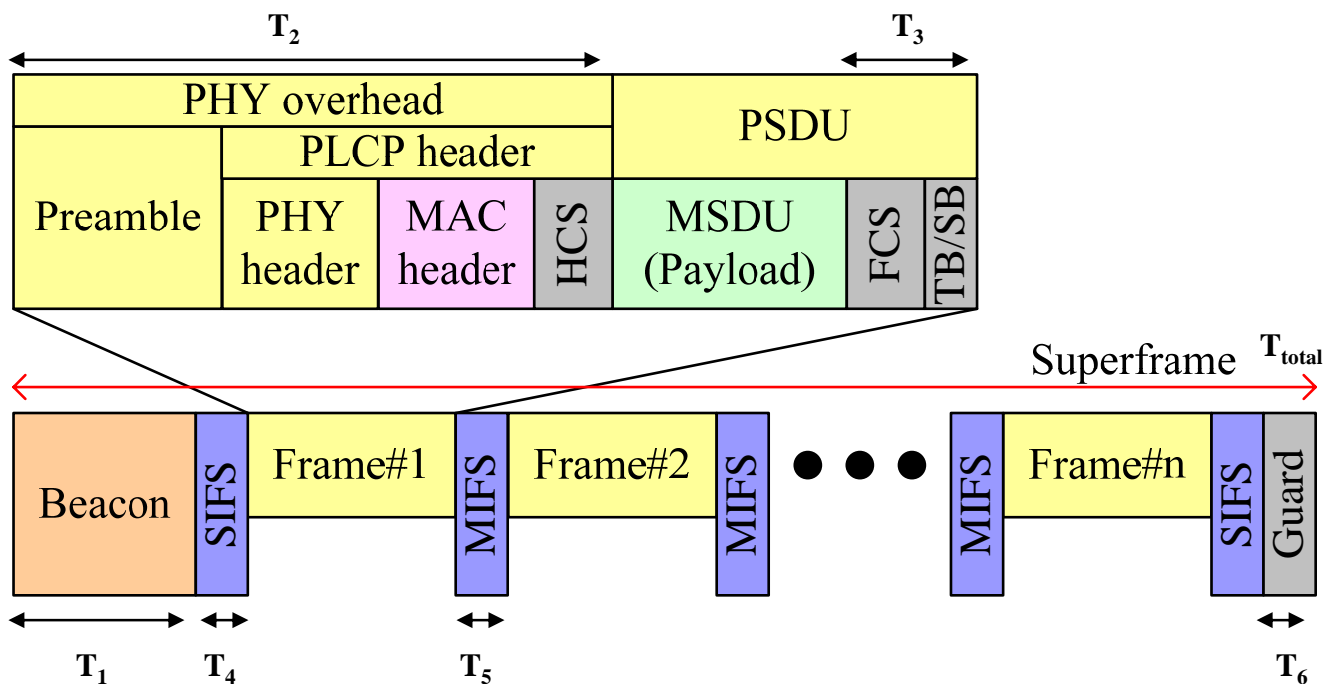 T2
T3
PHY overhead
PSDU
PLCP header
Preamble
PHY
header
MAC
header
HCS
MSDU
(Payload)
FCS
TB/SB
Superframe
Ttotal
Beacon
SIFS
Frame#1
MIFS
Frame#2
MIFS
MIFS
Frame#n
SIFS
Guard
T1
T4
T5
T6